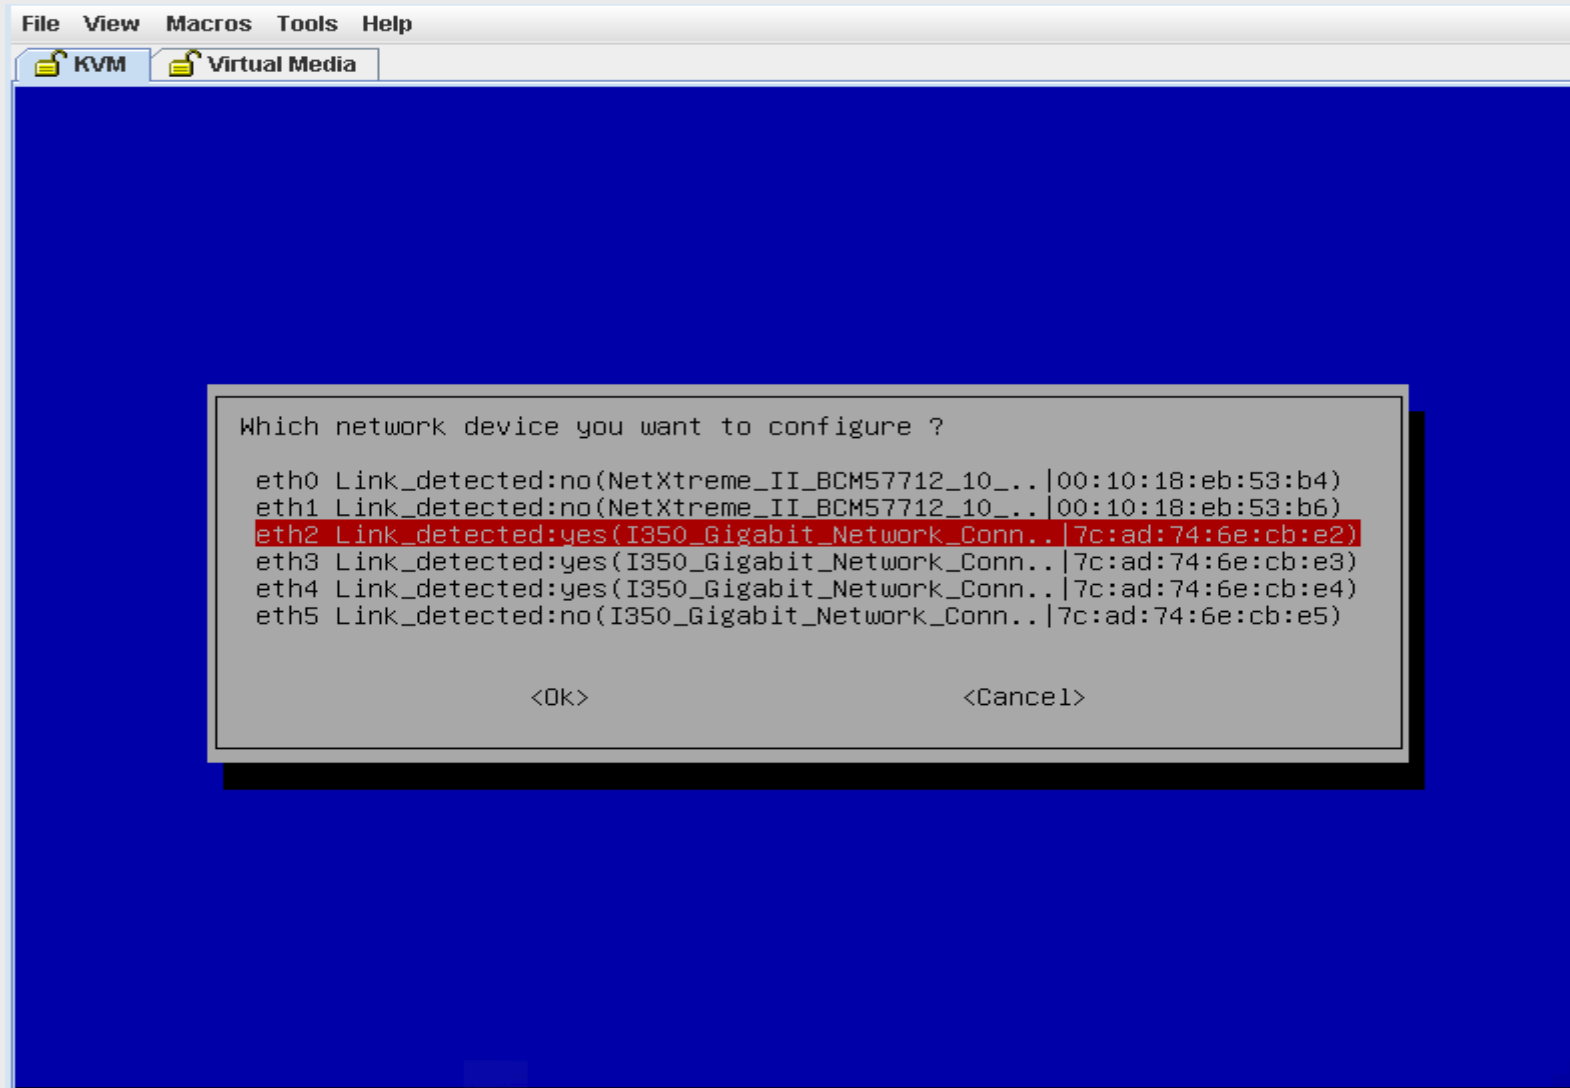 File View Macros Tools Help
KVM Virtual Media
Which network device you want to configure ?
eth0 Link_detected:no(NetXtreme_II_BCM57712_10_..|00:10:18:eb:53:b4)
eth1 Link_detected:no(NetXtreme_II_BCM57712_10_..|00:10:18:eb:53:b6)
eth2 Link_detected:yes(I350_Gigabit_Network_Conn..|7c:ad:74:6e:cb:e2)
eth3 Link_detected:yes(I350_Gigabit_Network_Conn..|7c:ad:74:6e:cb:e3)
eth4 Link_detected:yes(I350_Gigabit_Network_Conn..|7c:ad:74:6e:cb:e4)
eth5 Link_detected:no(I350_Gigabit_Network_Conn..|7c:ad:74:6e:cb:e5)
<Ok> <Cancel>